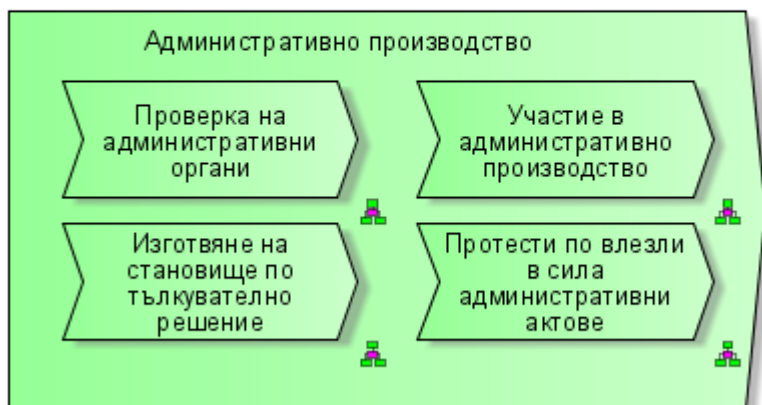 Административно производство
Проверка на
административни
органи
Участие в
административно
производство
Изготвяне на
становище по
тълкувателно
решение
Протести по влезли
в сила
административни
актове